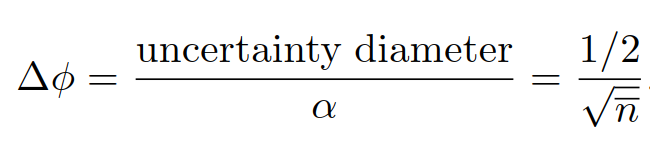 Δϕ = uncertainty diameter / α = 1/2 / √n̅.